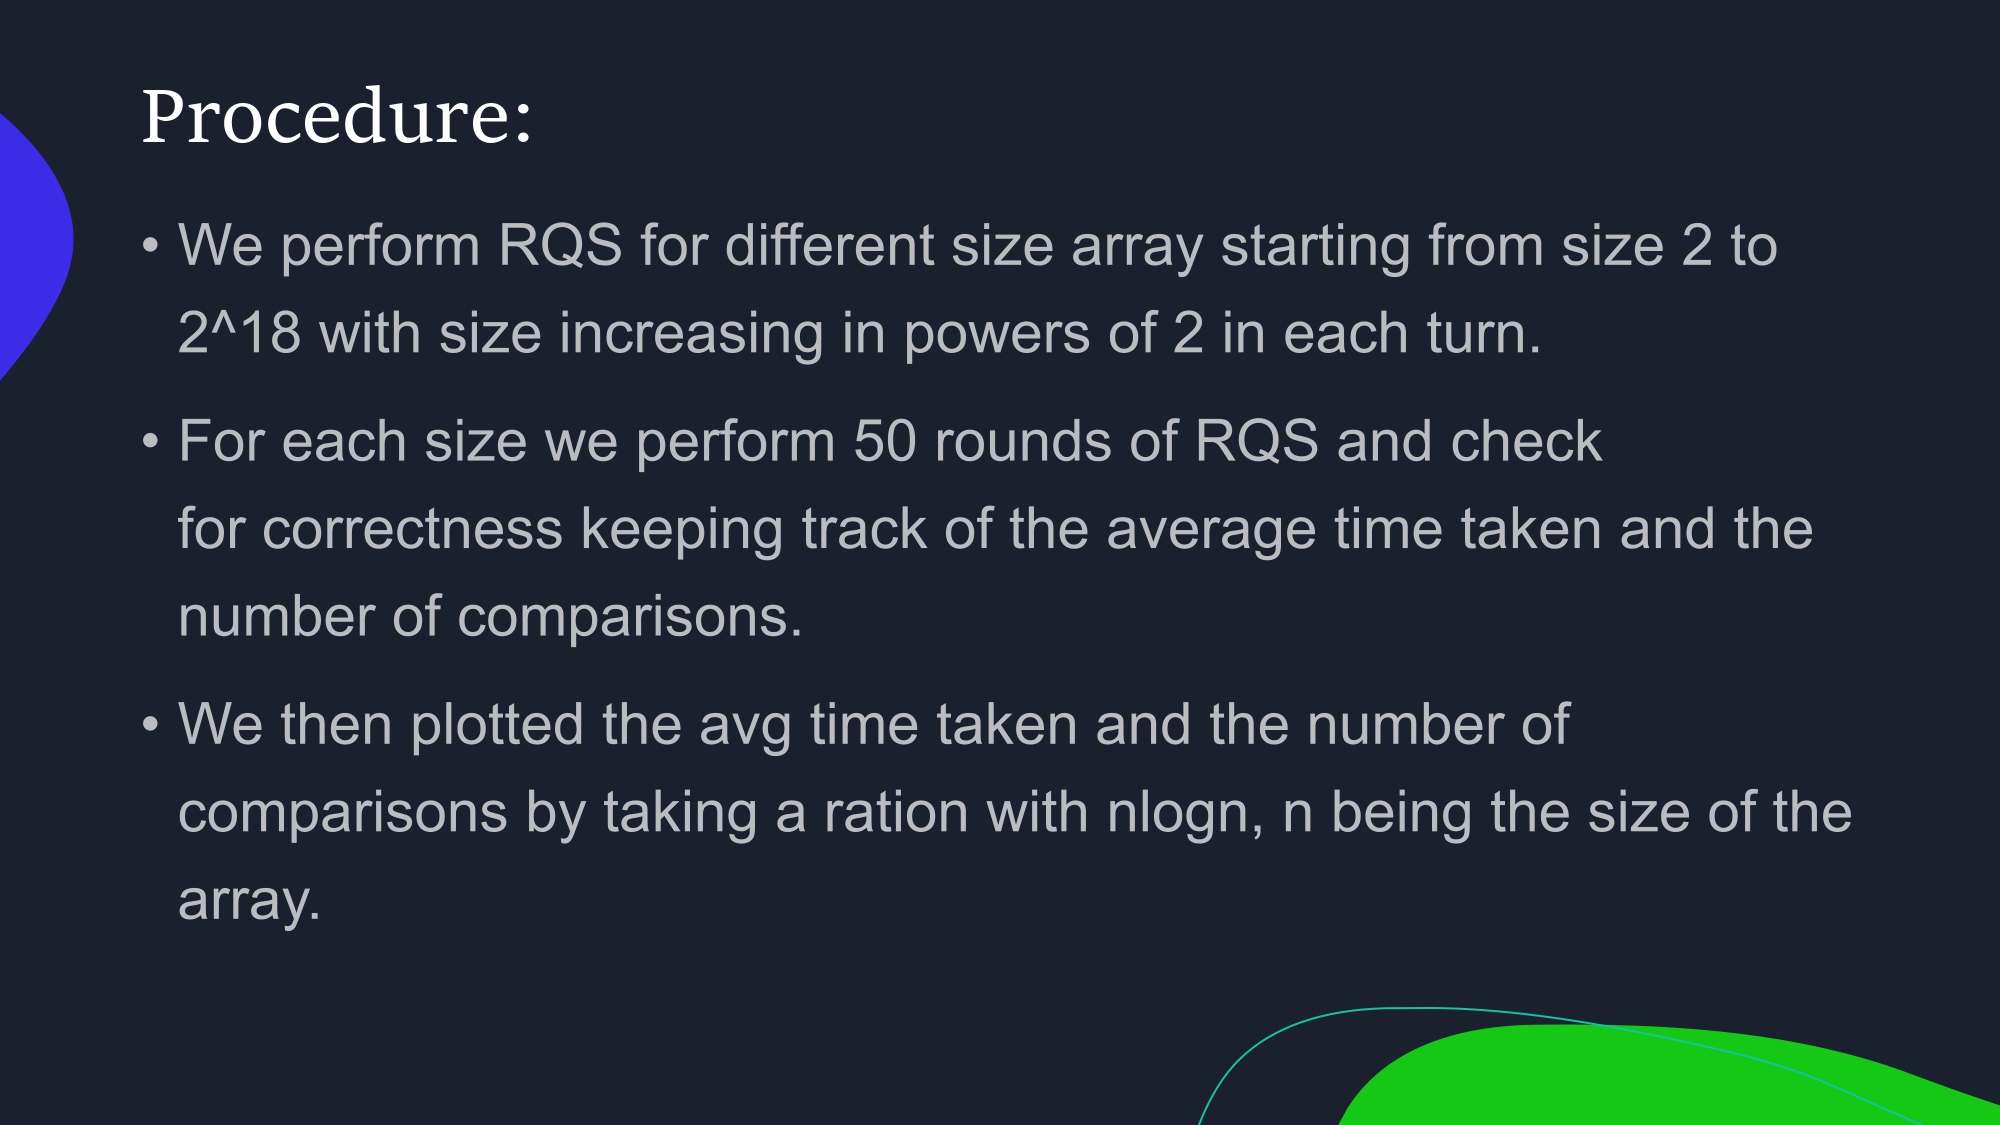 Procedure:
• We perform RQS for different size array starting from size 2 to
2^18 with size increasing in powers of 2 in each turn.
• For each size we perform 50 rounds of RQS and check
for correctness keeping track of the average time taken and the
number of comparisons.
• We then plotted the avg time taken and the number of
comparisons by taking a ration with nlogn, n being the size of the
array.